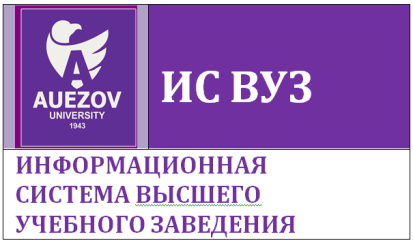 AUEZOV
UNIVERSITY
1943
ИС ВУЗ
ИНФОРМАЦИОННАЯ
СИСТЕМА ВЫСШЕГО
УЧЕБНОГО ЗАВЕДЕНИЯ